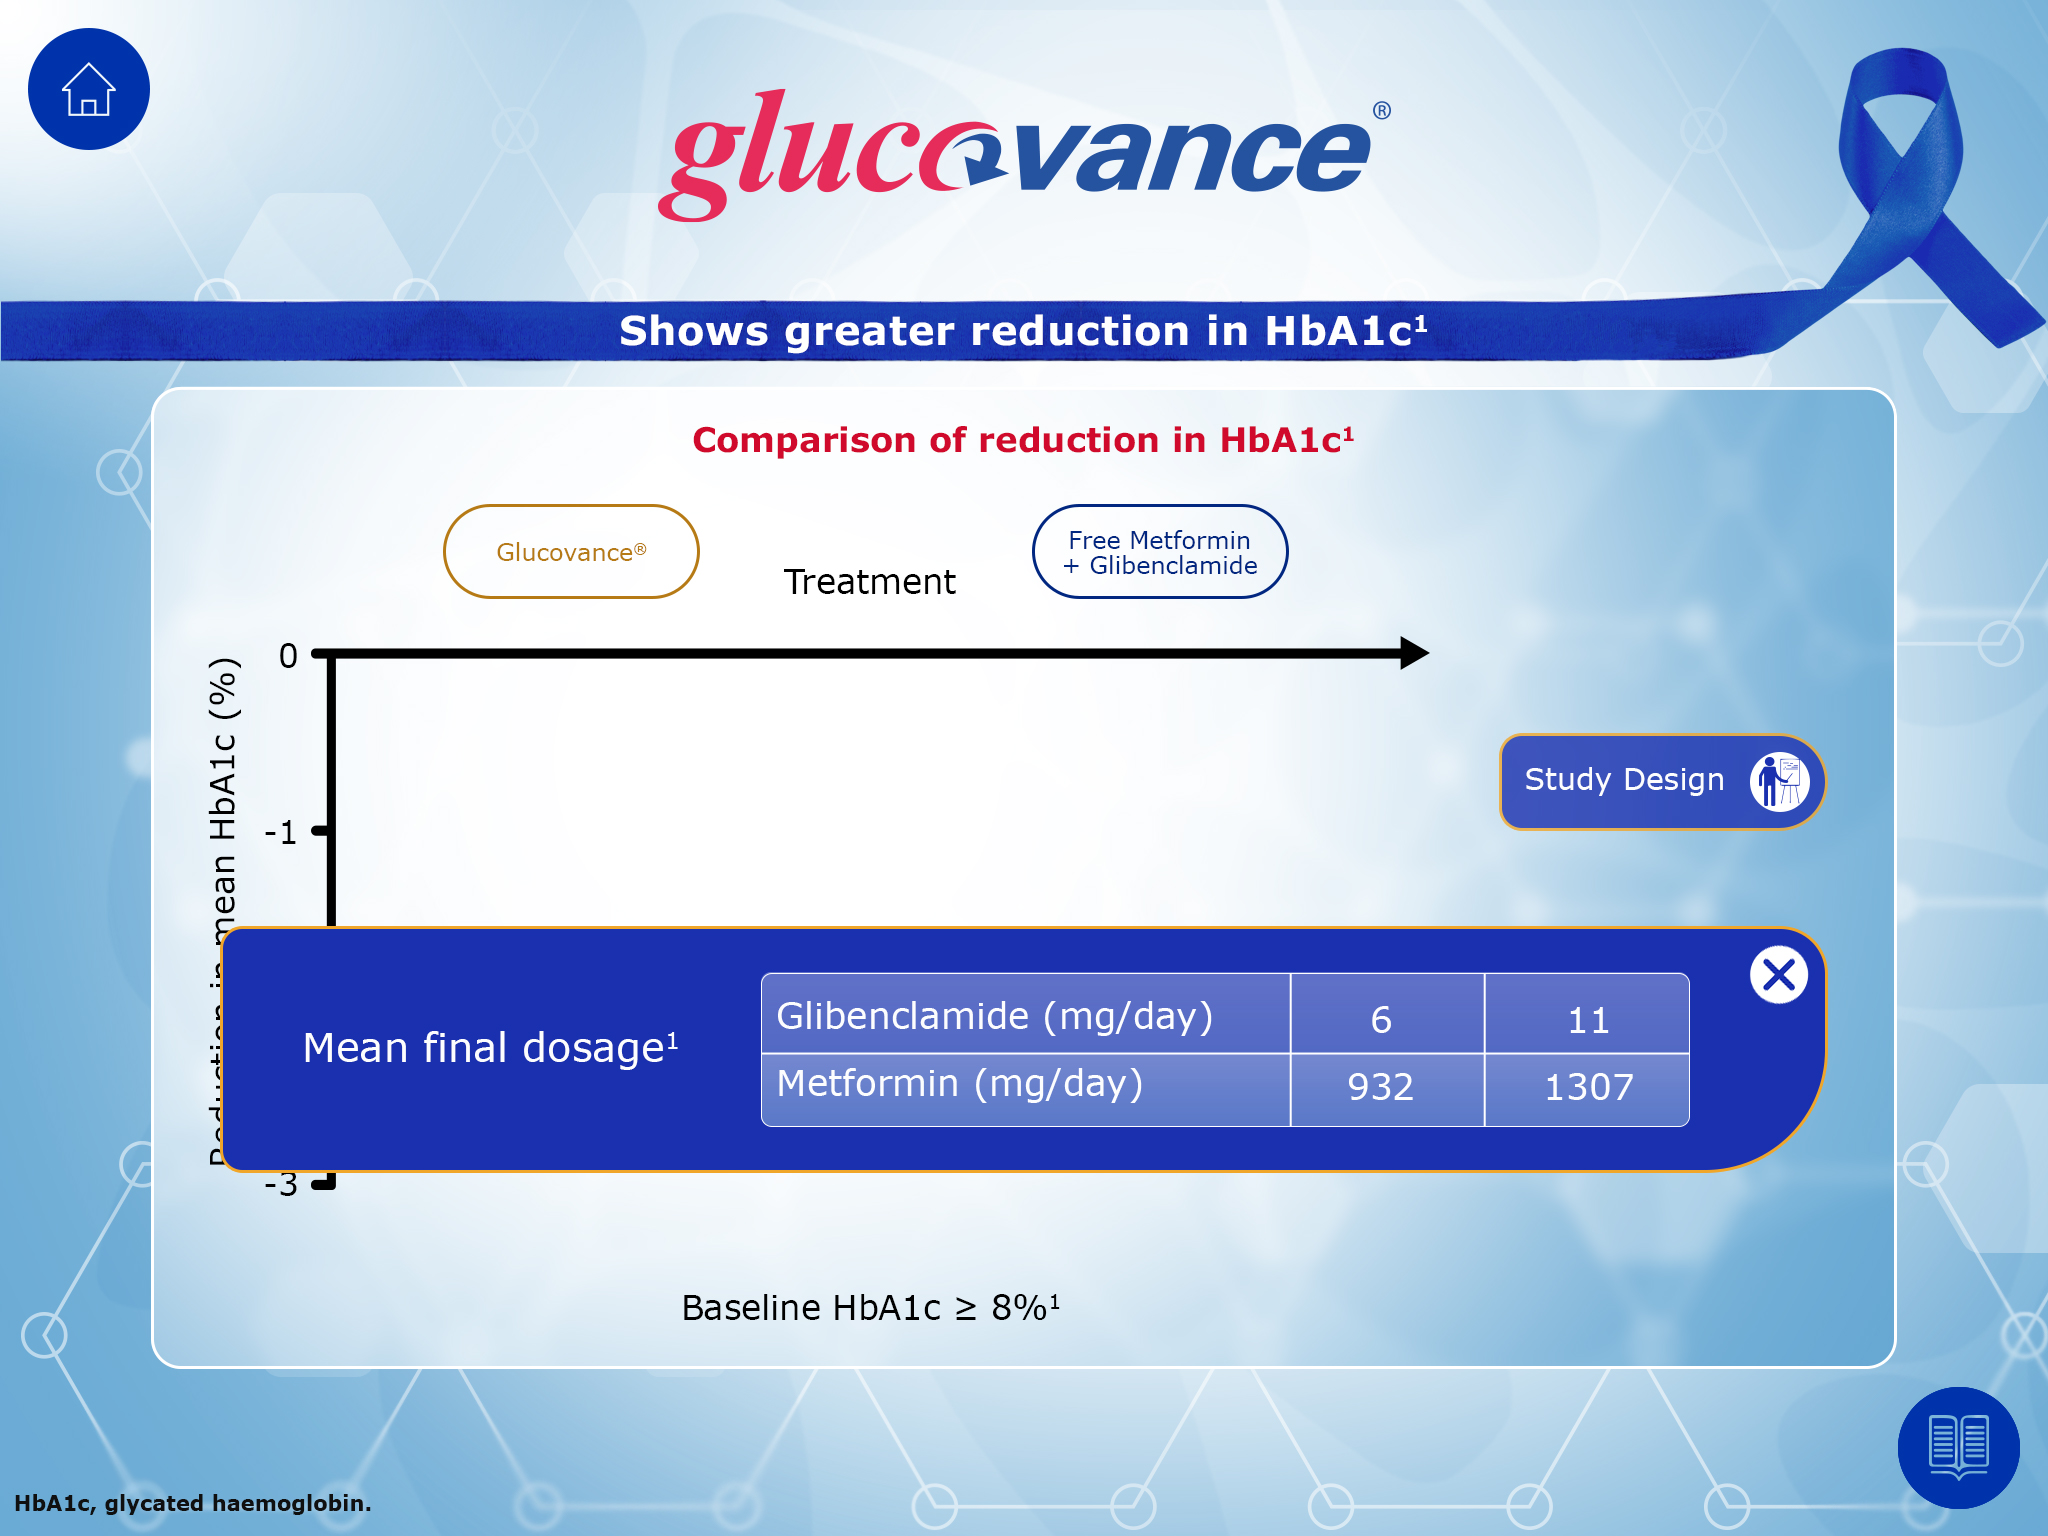 glucovance®
Shows greater reduction in HbA1c¹
Comparison of reduction in HbA1c¹
Glucovance®
Free Metformin
+ Glibenclamide
Treatment
0
-1
-3
mean HbA1c (%)
Study Design
Mean final dosage¹
Glibenclamide (mg/day) 6 11
Metformin (mg/day) 932 1307
Baseline HbA1c ≥ 8%¹
HbA1c, glycated haemoglobin.